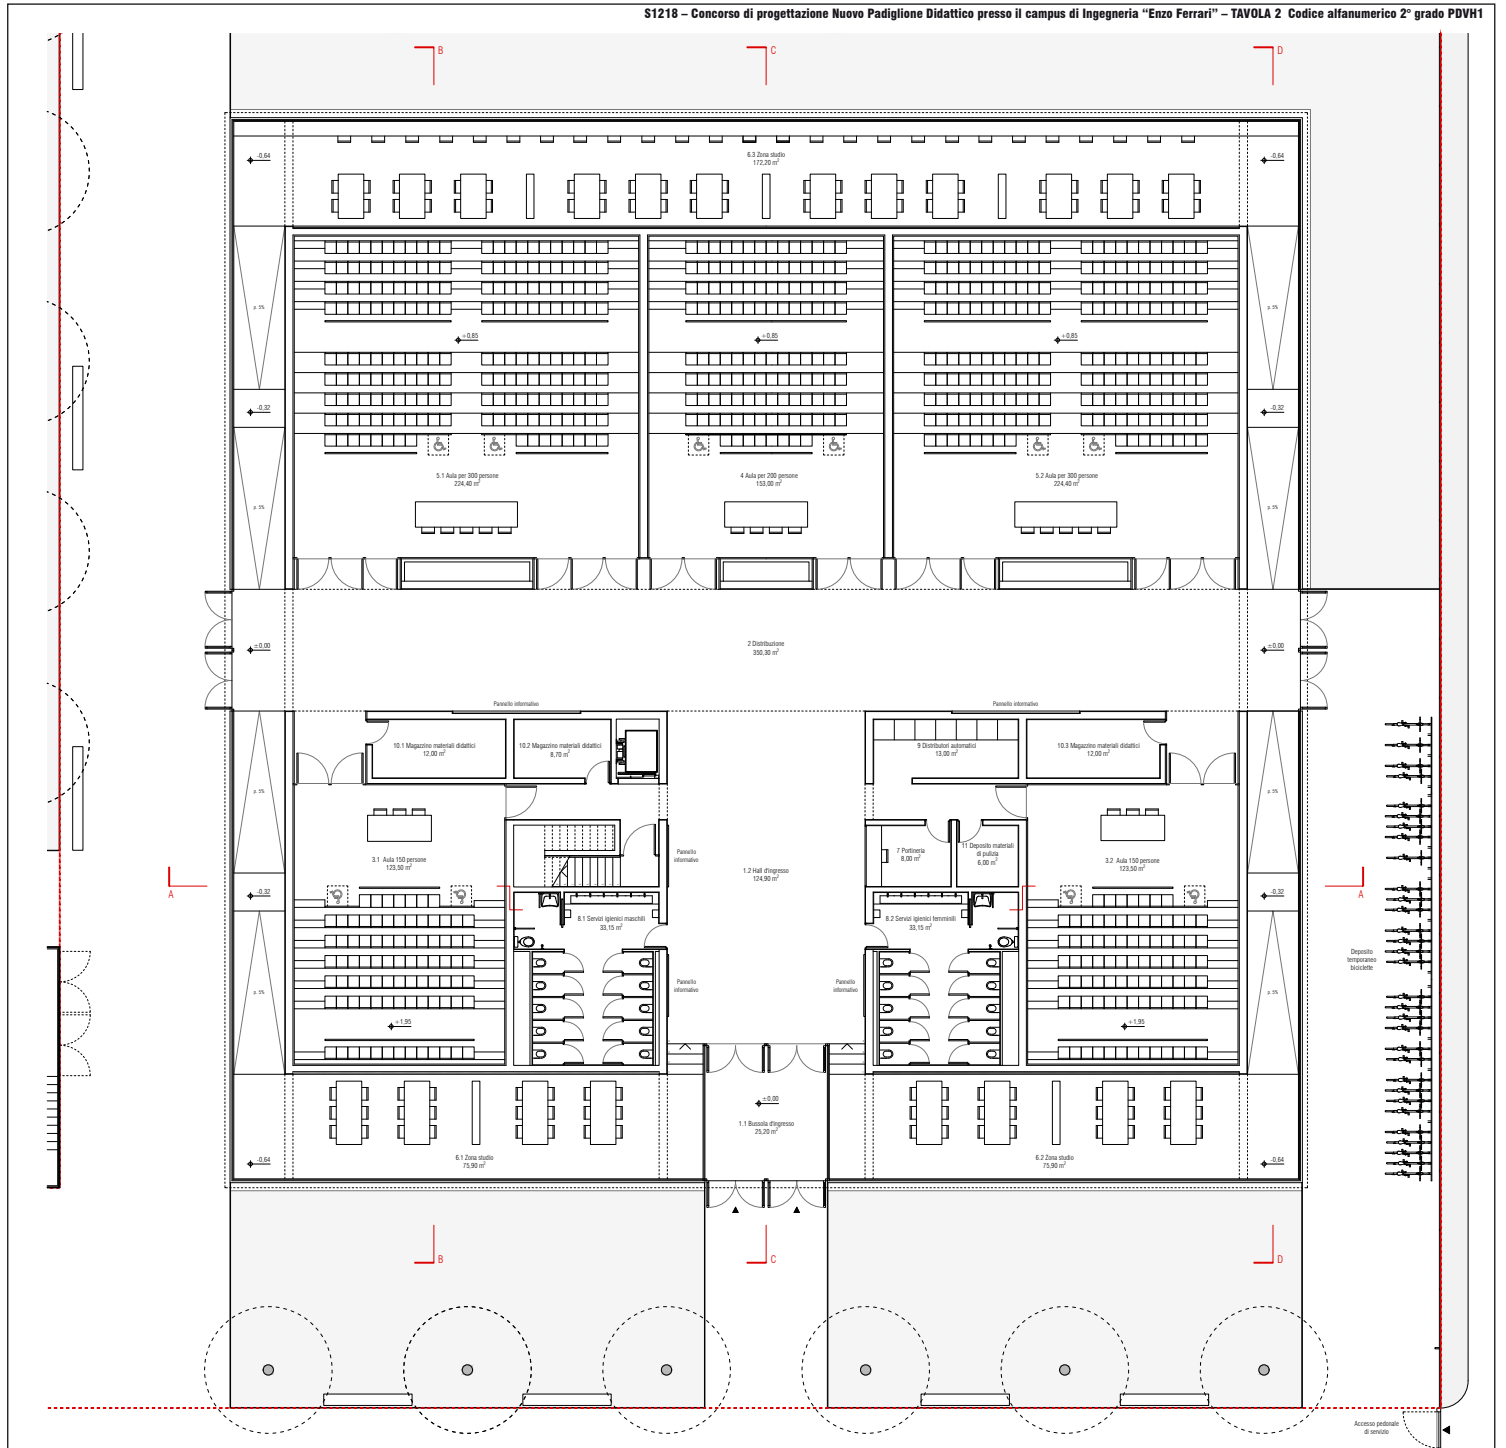 S1218 – Concorso di progettazione Nuovo Padiglione Didattico presso il campus di Ingegneria “Enzo Ferrari” – TAVOLA 2 Codice alfanumerico 2° grado PDVH1
B
C
D
6.3 Zona studio
172,20 m²
-0,64
-0,64
p. 5%
p. 5%
+0,85
+0,85
+0,85
-0,32
-0,32
5.1 Aula per 300 persone
224,40 m²
4 Aula per 200 persone
153,00 m²
5.2 Aula per 300 persone
224,40 m²
p. 5%
p. 5%
2 Distribuzione
350,30 m²
±0,00
±0,00
Pannello informativo
Pannello informativo
10.1 Magazzino materiali didattici
12,00 m²
10.2 Magazzino materiali didattici
8,70 m²
9 Distributori automatici
13,00 m²
10.3 Magazzino materiali didattici
12,00 m²
p. 5%
p. 5%
3.1 Aula 150 persone
123,50 m²
Pannello
informativo
1.2 Hall d'ingresso
124,90 m²
7 Portineria
8,00 m²
11 Deposito materiali
di pulizia
6,00 m²
3.2 Aula 150 persone
123,50 m²
A
A
-0,32
-0,32
8.1 Servizi igienici maschili
33,15 m²
8.2 Servizi igienici femminili
33,15 m²
Deposito
temporaneo
biciclette
Pannello
informativo
Pannello
informativo
p. 5%
p. 5%
+1,95
+1,95
±0,00
1.1 Bussola d'ingresso
25,20 m²
6.1 Zona studio
75,90 m²
6.2 Zona studio
75,90 m²
-0,64
-0,64
B
C
D
Accesso pedonale
di servizio